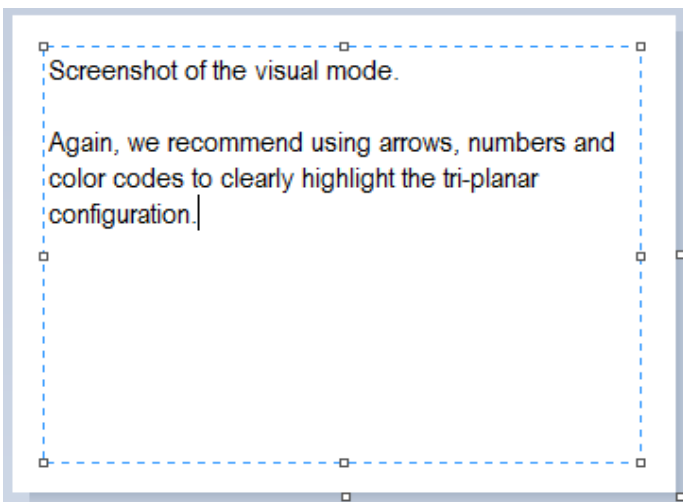 Screenshot of the visual mode.
Again, we recommend using arrows, numbers and
color codes to clearly highlight the tri-planar
configuration.